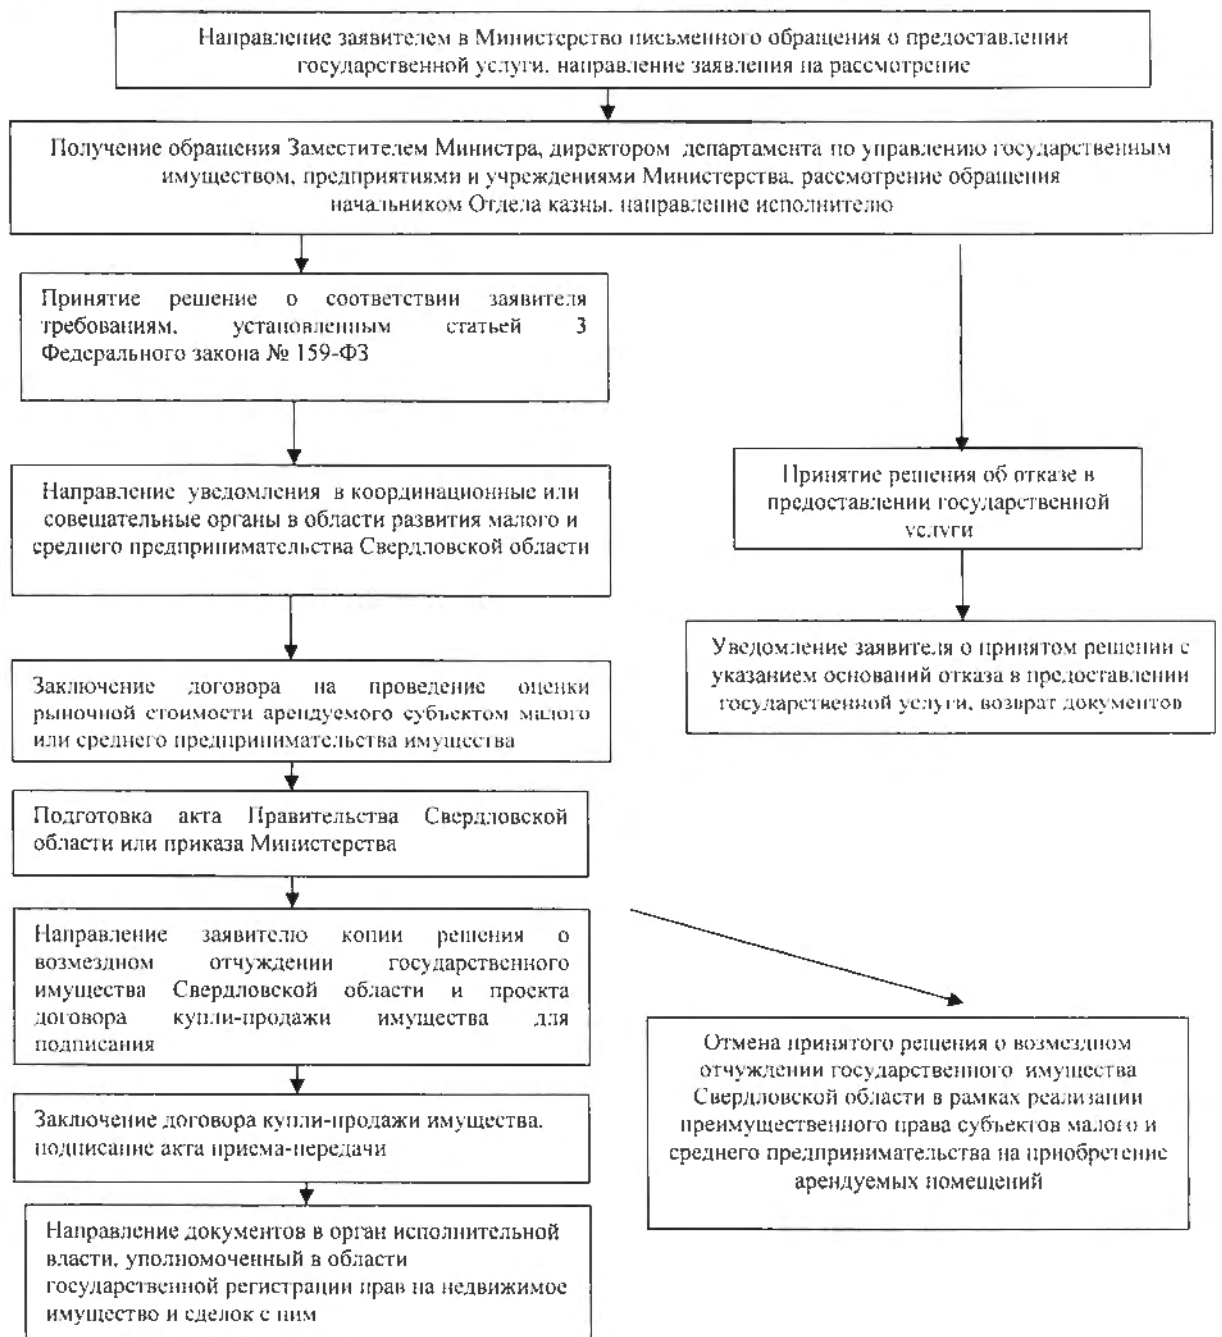 Направление заявителем в Министерство письменного обращения о предоставлении
государственной услуги, направление заявления на рассмотрение
Получение обращения Заместителем Министра, директором департамента по управлению государственным
имуществом, предприятиями и учреждениями Министерства, рассмотрение обращения
начальником Отдела казны, направление исполнителю
Принятие решение о соответствии заявителя
требованиям, установленным статьей 3
Федерального закона № 159-ФЗ
Направление уведомления в координационные или
совещательные органы в области развития малого и
среднего предпринимательства Свердловской области
Принятие решения об отказе в
предоставлении государственной
услуги
Уведомление заявителя о принятом решении с
указанием оснований отказа в предоставлении
государственной услуги, возврат документов
Заключение договора на проведение оценки
рыночной стоимости арендуемого субъектом малого
или среднего предпринимательства имущества
Подготовка акта Правительства Свердловской
области или приказа Министерства
Направление заявителю копии решения о
возмездном отчуждении государственного
имущества Свердловской области и проекта
договора купли-продажи имущества для
подписания
Отмена принятого решения о возмездном
отчуждении государственного имущества
Свердловской области в рамках реализации
преимущественного права субъектов малого и
среднего предпринимательства на приобретение
арендуемых помещений
Заключение договора купли-продажи имущества,
подписание акта приема-передачи
Направление документов в орган исполнительной
власти, уполномоченный в области
государственной регистрации прав на недвижимое
имущество и сделок с ним